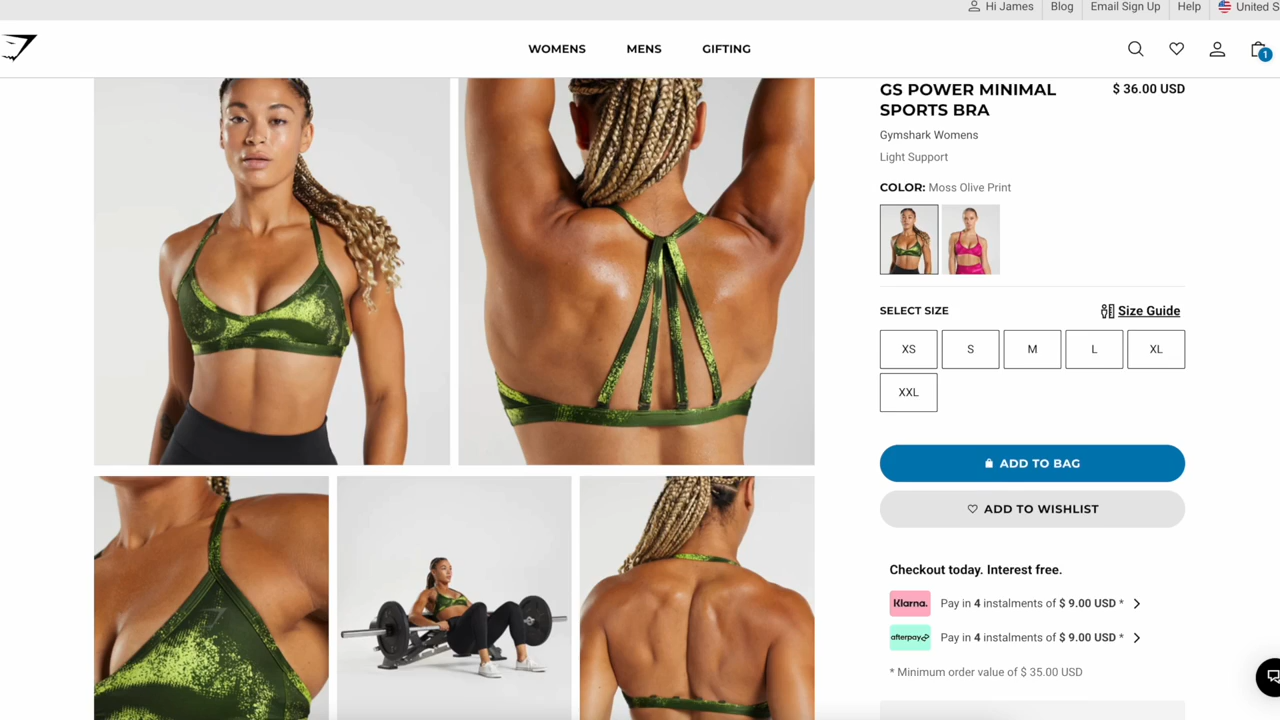 Hi James
Blog
Email Sign Up
Help
United S
WOMENS
MENS
GIFTING
1
GS POWER MINIMAL
SPORTS BRA
$ 36.00 USD
Gymshark Womens
Light Support
COLOR: Moss Olive Print
SELECT SIZE
Size Guide
XS
S
M
L
XL
XXL
ADD TO BAG
ADD TO WISHLIST
Checkout today. Interest free.
Klarna.
Pay in 4 instalments of $ 9.00 USD *
afterpay
Pay in 4 instalments of $ 9.00 USD *
* Minimum order value of $ 35.00 USD